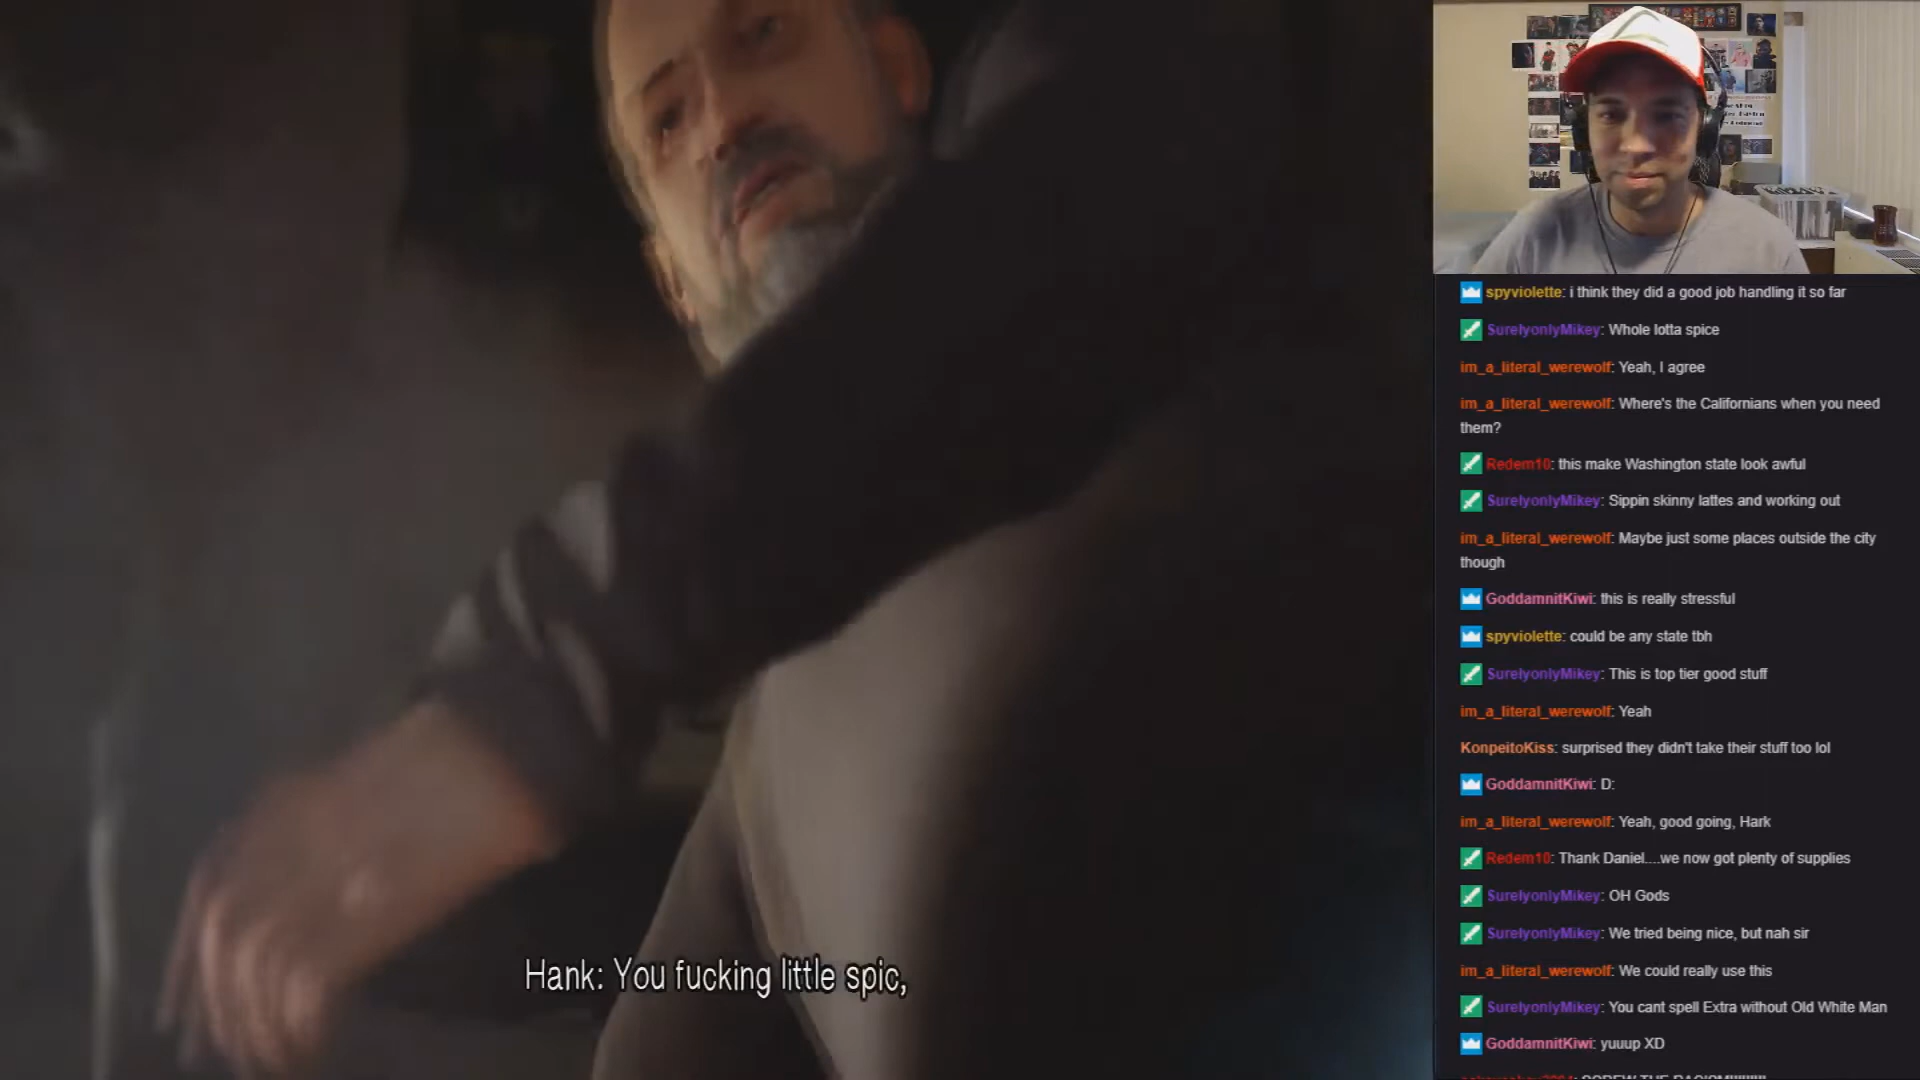 spyviolette: i think they did a good job handling it so far
SurelyonlyMikey: Whole lotta spice
im_a_literal_werewolf: Yeah, I agree
im_a_literal_werewolf: Where's the Californians when you need
them?
Redem10: this make Washington state look awful
SurelyonlyMikey: Sippin skinny lattes and working out
im_a_literal_werewolf: Maybe just some places outside the city
though
GoddamnitKiwi: this is really stressful
spyviolette: could be any state tbh
SurelyonlyMikey: This is top tier good stuff
im_a_literal_werewolf: Yeah
KonpeitoKiss: surprised they didn't take their stuff too lol
GoddamnitKiwi: D:
im_a_literal_werewolf: Yeah, good going, Hark
Redem10: Thank Daniel....we now got plenty of supplies
SurelyonlyMikey: OH Gods
SurelyonlyMikey: We tried being nice, but nah sir
im_a_literal_werewolf: We could really use this
SurelyonlyMikey: You cant spell Extra without Old White Man
GoddamnitKiwi: yuuup XD
Hank: You fucking little spic,